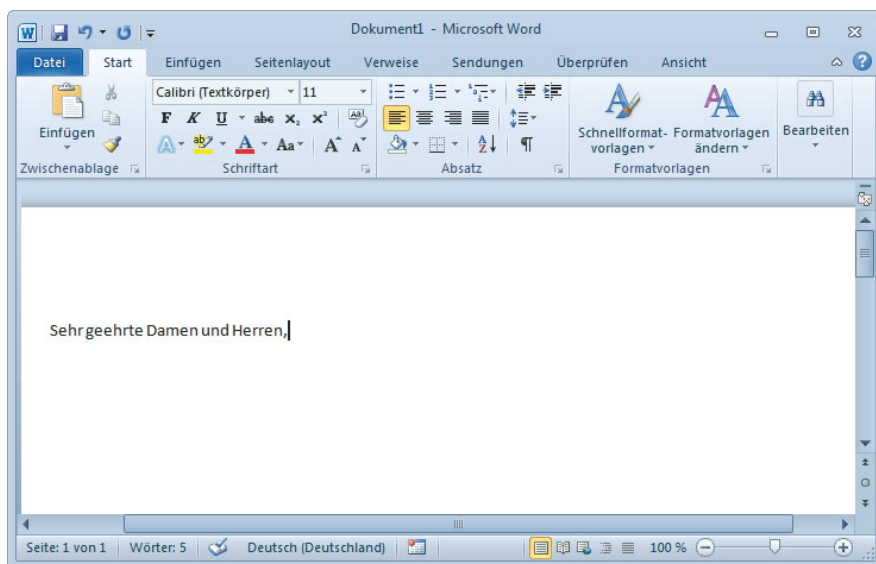 Dokument1 - Microsoft Word
Datei Start Einfügen Seitenlayout Verweise Sendungen Überprüfen Ansicht
Calibri (Textkörper) 11
F K U abc x₂ x²
Aa A A
Einfügen
Schnellformat-
vorlagen
Formatvorlagen
ändern
Bearbeiten
Zwischenablage Schriftart Absatz Formatvorlagen
Sehr geehrte Damen und Herren,
Seite: 1 von 1 Wörter: 5 Deutsch (Deutschland) 100 %